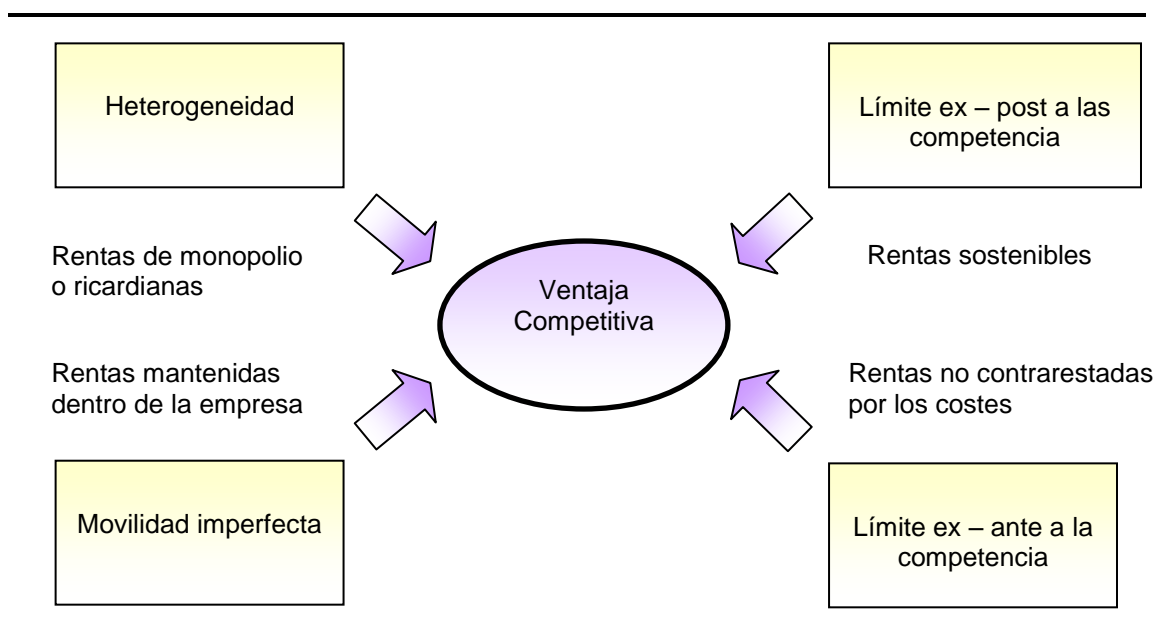 Heterogeneidad
Límite ex – post a las
competencia
Rentas de monopolio
o ricardianas
Rentas sostenibles
Ventaja
Competitiva
Rentas mantenidas
dentro de la empresa
Rentas no contrarestadas
por los costes
Movilidad imperfecta
Límite ex – ante a la
competencia